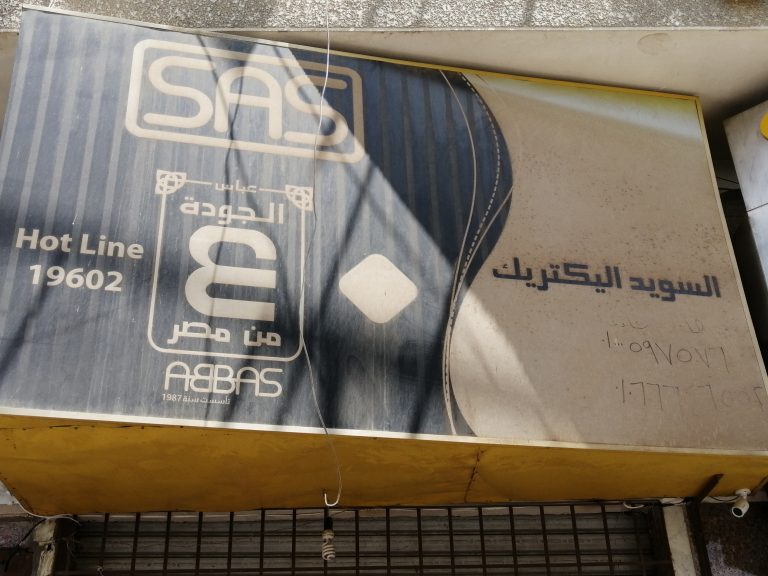 SAS
عباس
الجودة
ع
من مصر
ABBAS
تأسست سنة 1987
Hot Line
19602
السويد اليكتريك